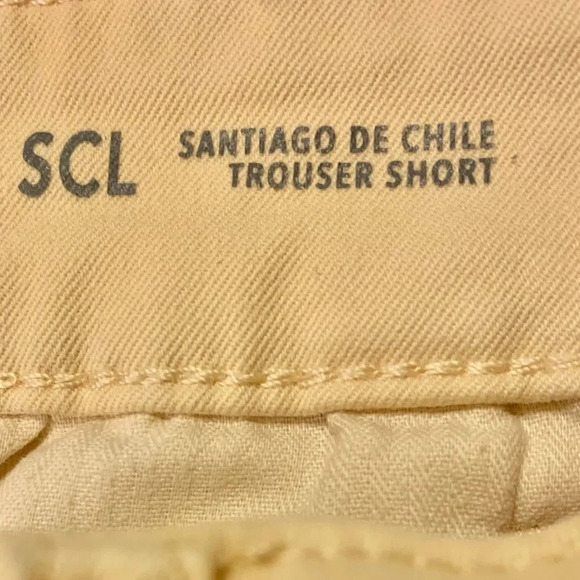 SCL
SANTIAGO DE CHILE
TROUSER SHORT